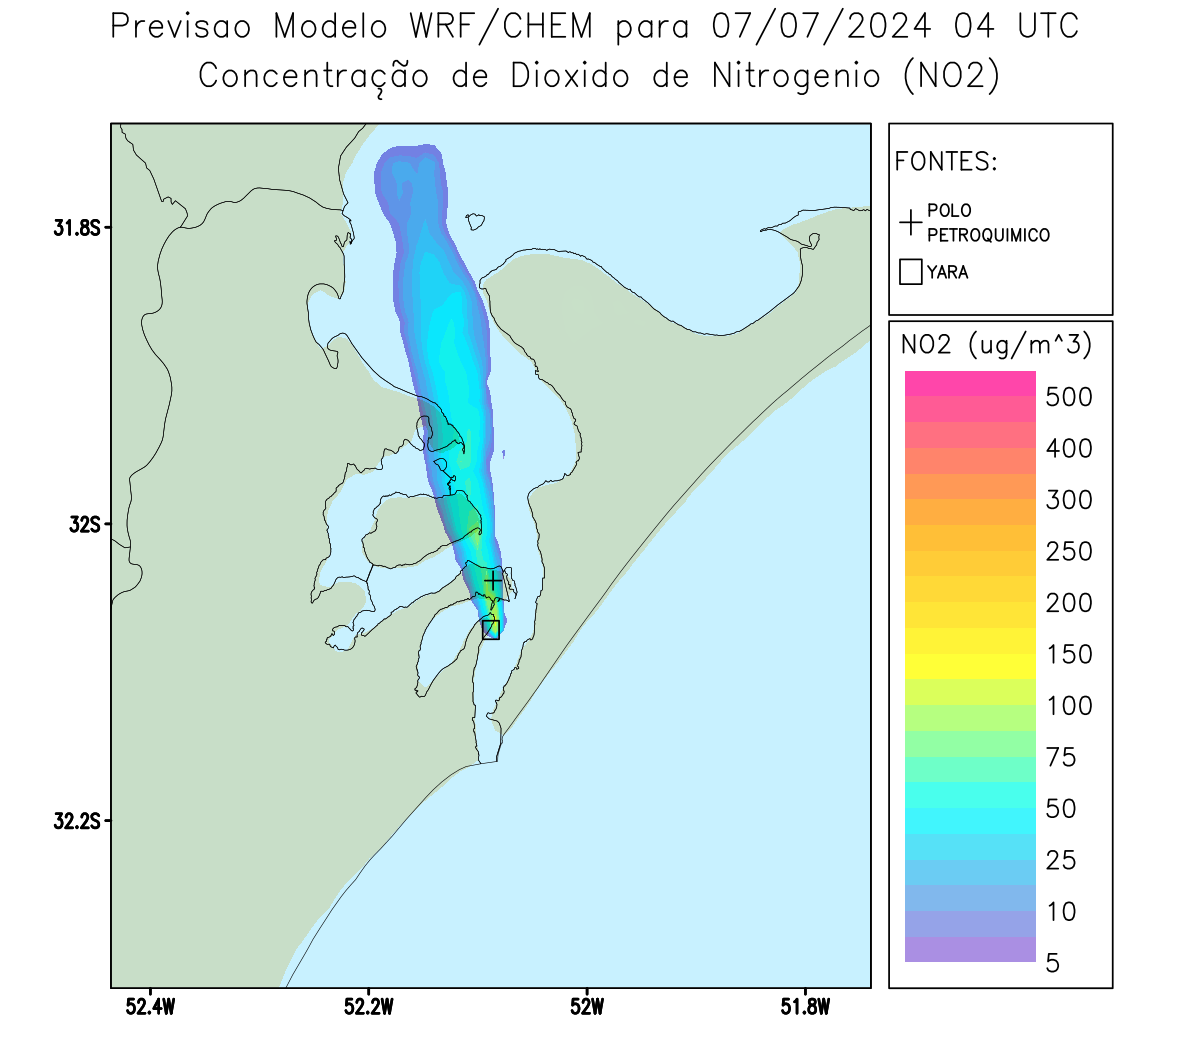 Previsao Modelo WRF/CHEM para 07/07/2024 04 UTC
Concentração de Dioxido de Nitrogenio (NO2)
FONTES:
POLO
PETROQUIMICO
YARA
NO2 (ug/m^3)
500
400
300
250
200
150
100
75
50
25
10
5
31.8S
32S
32.2S
52.4W
52.2W
52W
51.8W